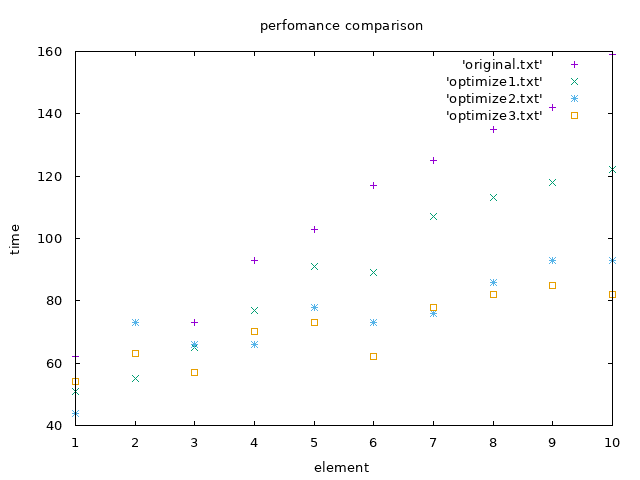 perfomance comparison
160
140
120
100
80
60
40
time
'original.txt'
'optimize1.txt'
'optimize2.txt'
'optimize3.txt'
1 2 3 4 5 6 7 8 9 10
element